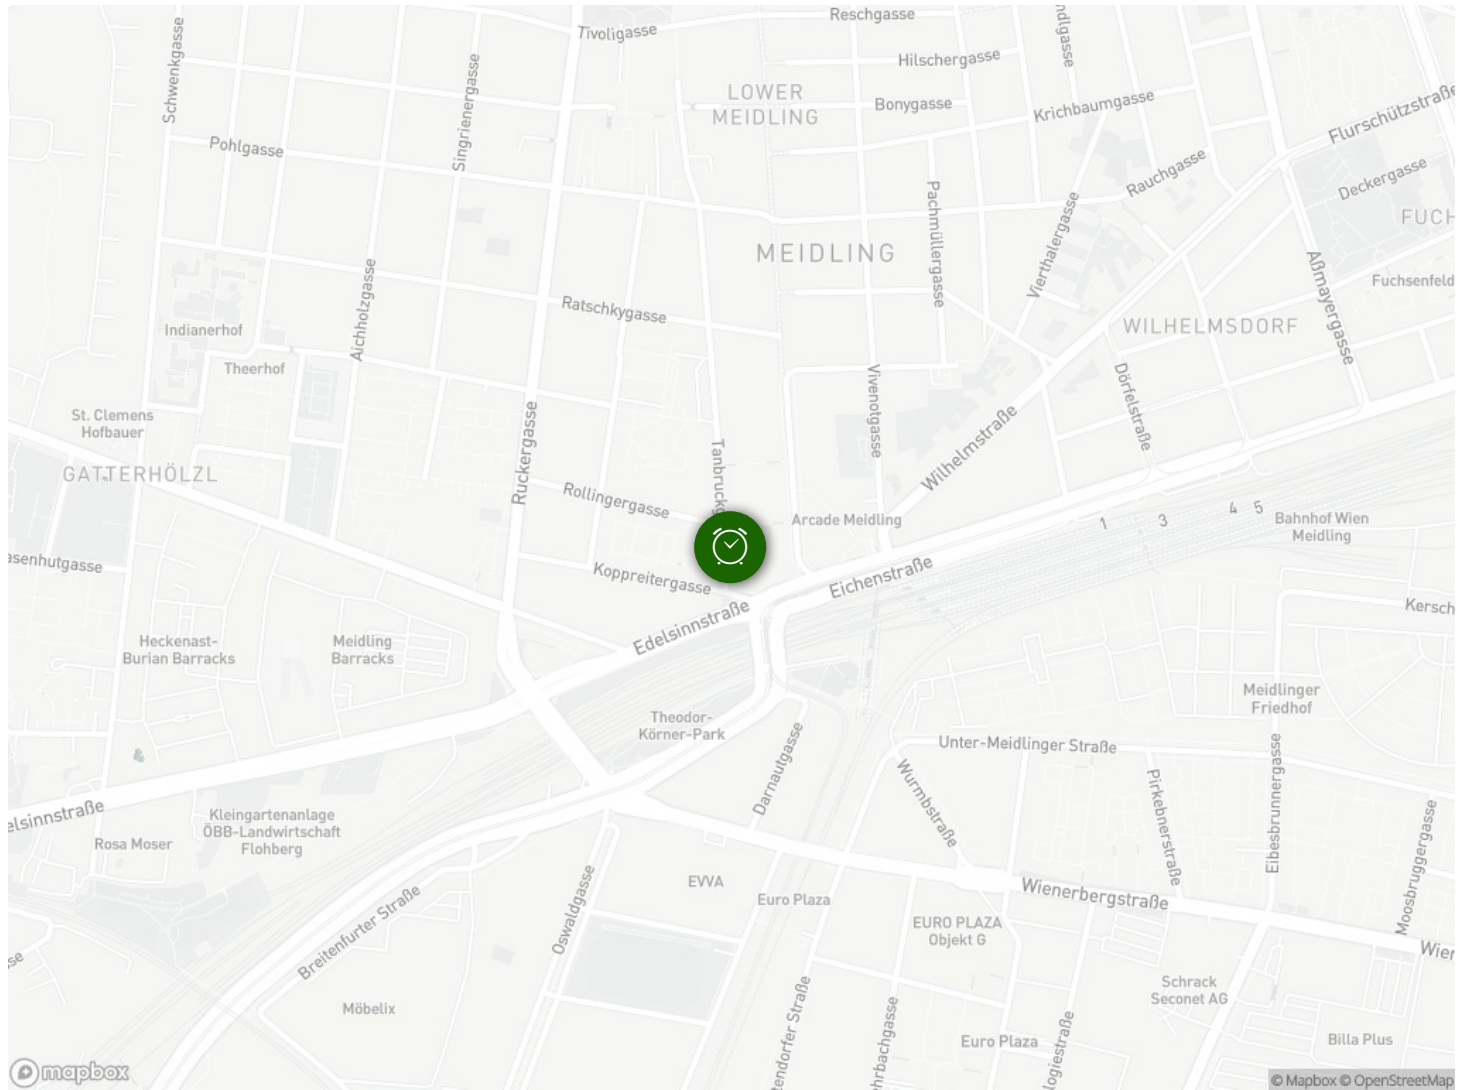 Reschgasse
Tivoligasse
Schwenkgasse
Singrienergasse
Hilschergasse
LOWER
MEIDLING
Bonygasse
Krichbaumgasse
Flurschützstraße
Pohlgasse
Rauchgasse
Deckergasse
Pachmüllergasse
Vierthalergasse
MEIDLING
Aßmayergasse
Aichholzgasse
Ratschkygasse
Indianerhof
WILHELMSDORF
Theerhof
Vivenotgasse
Dörfelstraße
St. Clemens
Hofbauer
Ruckergasse
Wilhelmstraße
GATTERHÖLZL
Rollingergasse
Arcade Meidling
1
3
4
5
Bahnhof Wien
Meidling
Koppreitergasse
Eichenstraße
Edelsinnstraße
Heckenast-
Burian Barracks
Meidling
Barracks
Meidlinger
Friedhof
Theodor-
Körner-Park
Unter-Meidlinger Straße
Darnautgasse
Wurmbstraße
Pirkebnerstraße
Eibesbrunnergasse
Moosbruggergasse
Kleingartenanlage
ÖBB-Landwirtschaft
Flohberg
Rosa Moser
EVVA
Euro Plaza
Wienerbergstraße
Breitenfurter Straße
Oswaldgasse
EURO PLAZA
Objekt G
Schrack
Seconet AG
Möbelix
Euro Plaza
Billa Plus
mapbox
© Mapbox © OpenStreetMap